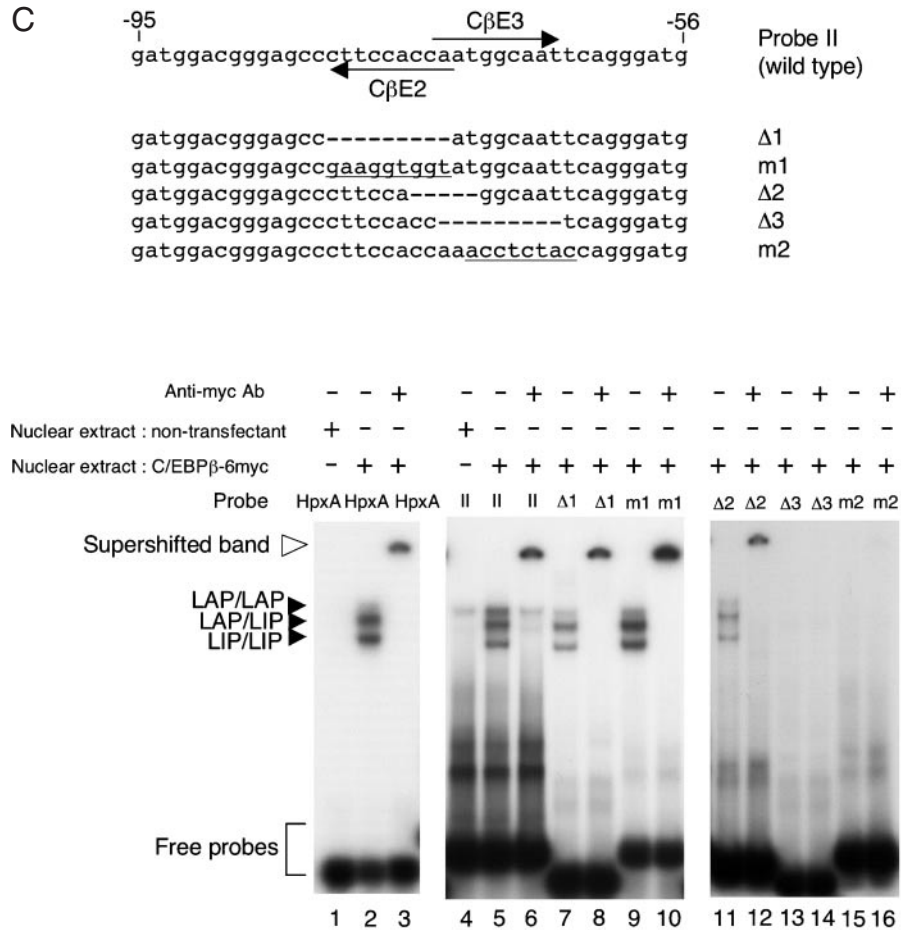 C
-95 CβE3 -56
gatggacgggagcccttccaccaatggcaattcagggatg Probe II
(wild type)
CβE2
gatggacgggagcc---------atggcaattcagggatg Δ1
gatggacgggagccgaaggtggtatggcaattcagggatg m1
gatggacgggagcccttcca-----ggcaattcagggatg Δ2
gatggacgggagcccttccacc---------tcagggatg Δ3
gatggacgggagcccttccaccaaacctctaccagggatg m2
Anti-myc Ab - - + - - + - + - + - + - + - +
Nuclear extract : non-transfectant + - - + - - - - - - - - - - - -
Nuclear extract : C/EBPβ-6myc - + + - + + + + + + + + + + + +
Probe HpxA HpxA HpxA II II II Δ1 Δ1 m1 m1 Δ2 Δ2 Δ3 Δ3 m2 m2
Supershifted band
LAP/LAP
LAP/LIP
LIP/LIP
Free probes
1 2 3 4 5 6 7 8 9 10 11 12 13 14 15 16